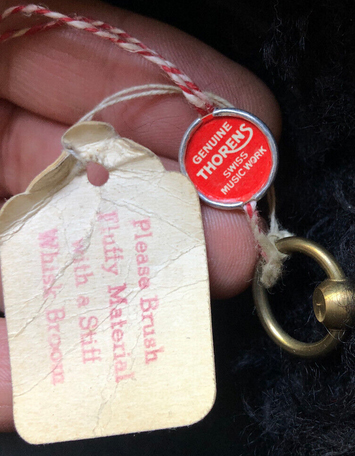 GENUINE
THORENS
SWISS
MUSIC WORK
Please Brush
Fluffy Material
with a Stiff
Whisk Broom